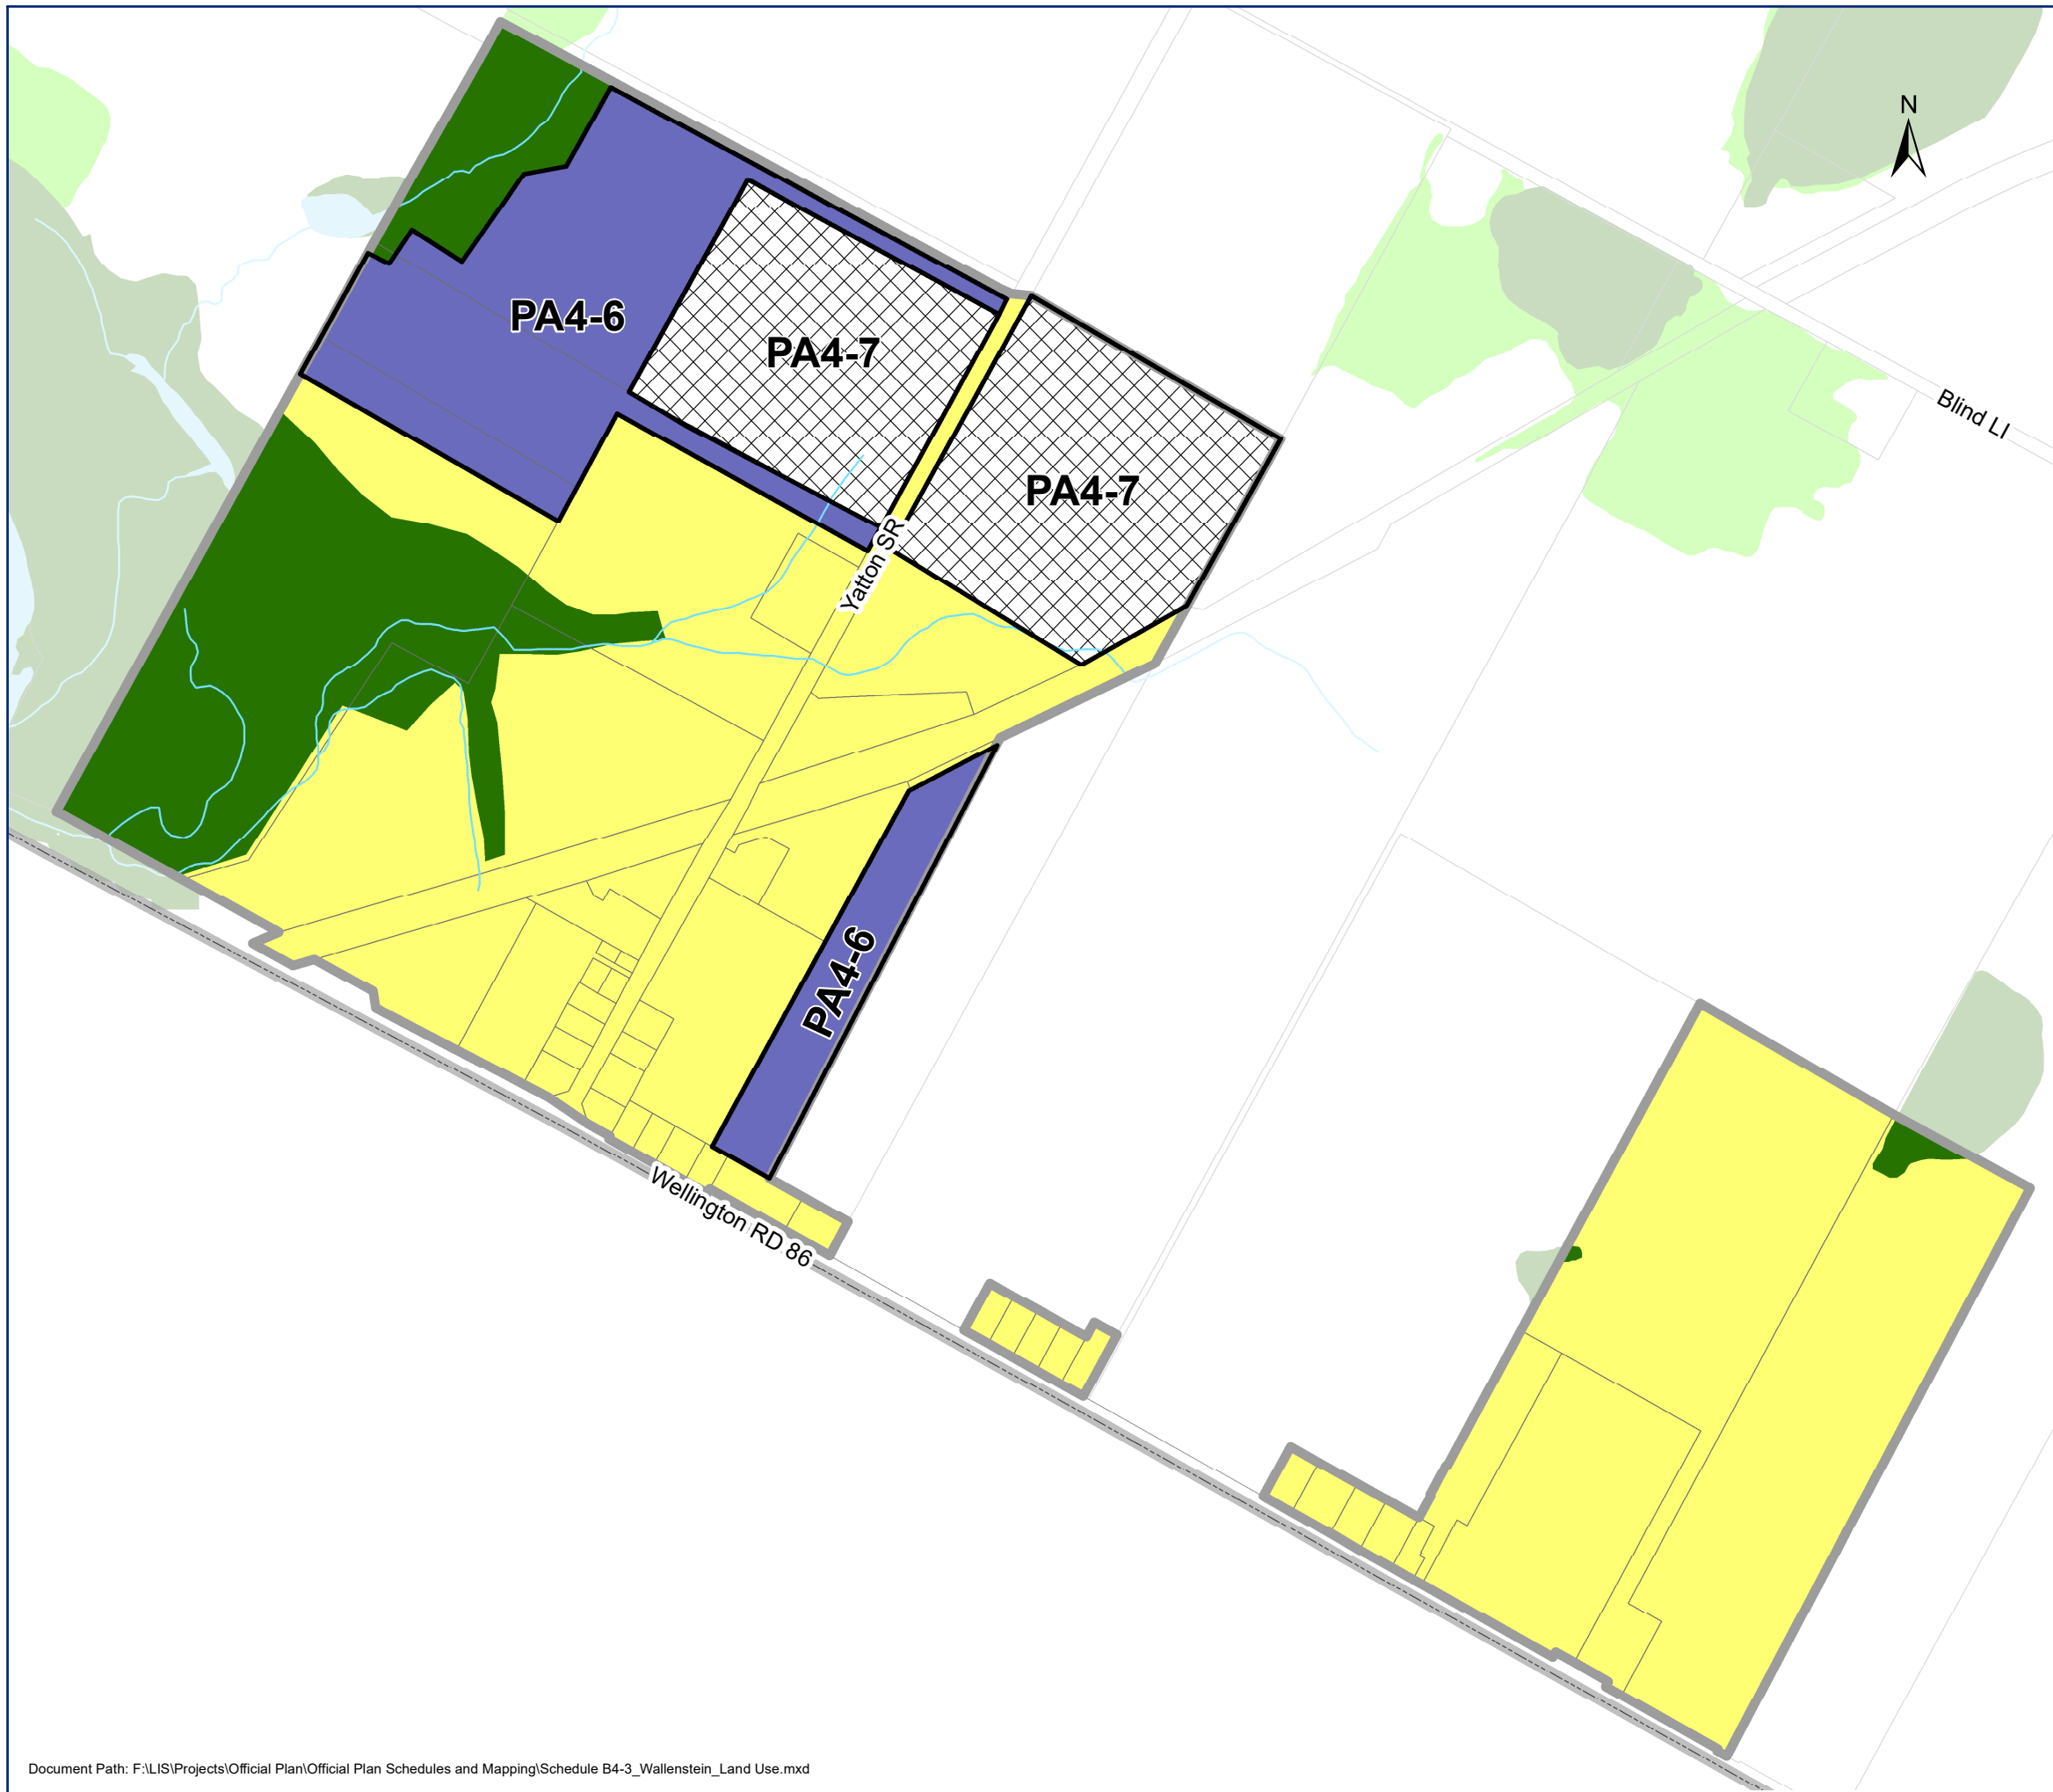 N
PA4-6
PA4-7
Blind LI
PA4-7
Yatton SR
PA4-6
Wellington RD 86
Document Path: F:\LIS\Projects\Official Plan\Official Plan Schedules and Mapping\Schedule B4-3_Wallenstein_Land Use.mxd